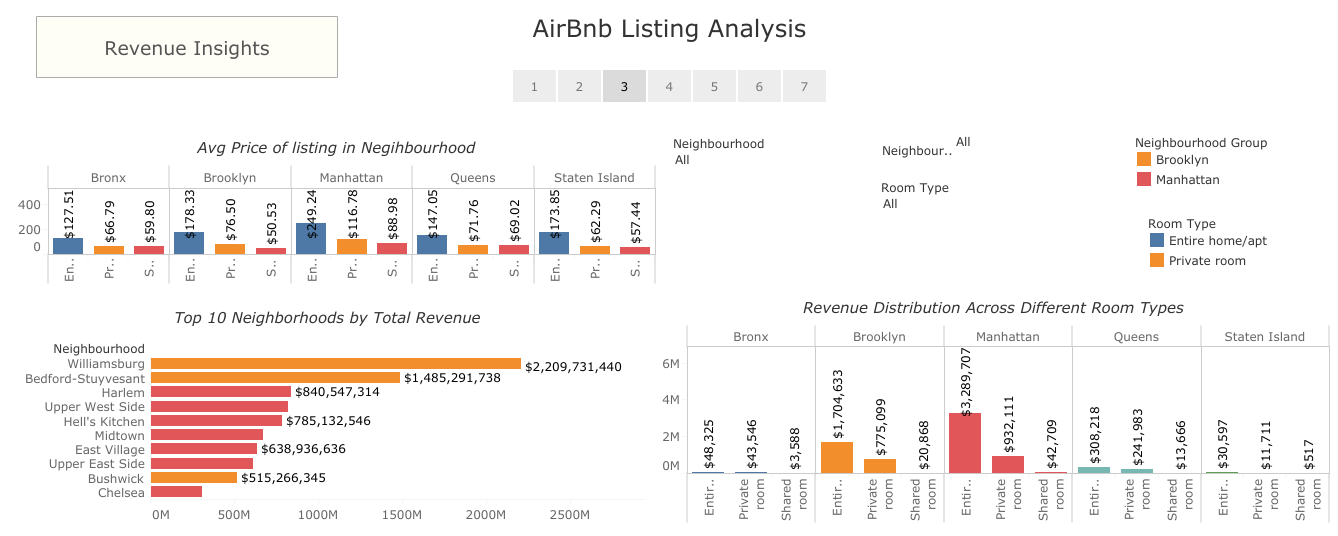 AirBnb Listing Analysis
Revenue Insights
1 2 3 4 5 6 7
Avg Price of listing in Negihbourhood
Bronx Brooklyn Manhattan Queens Staten Island
400
200
0
$127.51 $66.79 $59.80 $178.33 $76.50 $50.53 $249.24 $116.78 $88.98 $147.05 $71.76 $69.02 $173.85 $62.29 $57.44
En.. Pr.. S.. En.. Pr.. S.. En.. Pr.. S.. En.. Pr.. S.. En.. Pr.. S..
Neighbourhood
All
Neighbour.. All
Room Type
All
Neighbourhood Group
Brooklyn
Manhattan
Room Type
Entire home/apt
Private room
Top 10 Neighborhoods by Total Revenue
Neighbourhood
Williamsburg $2,209,731,440
Bedford-Stuyvesant $1,485,291,738
Harlem $840,547,314
Upper West Side
Hell's Kitchen $785,132,546
Midtown
East Village $638,936,636
Upper East Side
Bushwick $515,266,345
Chelsea
0M 500M 1000M 1500M 2000M 2500M
Revenue Distribution Across Different Room Types
Bronx Brooklyn Manhattan Queens Staten Island
6M
4M
2M
0M
$48,325 $43,546 $3,588 $1,704,633 $775,099 $20,868 $3,289,707 $932,111 $42,709 $308,218 $241,983 $13,666 $30,597 $11,711 $517
Entir.. Private room Shared room Entir.. Private room Shared room Entir.. Private room Shared room Entir.. Private room Shared room Entir.. Private room Shared room